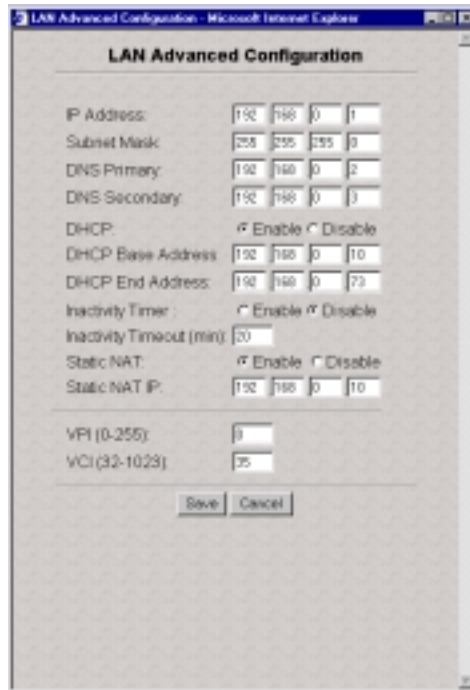 LAN Advanced Configuration - Microsoft Internet Explorer
LAN Advanced Configuration
IP Address: 192 168 0 1
Subnet Mask: 255 255 255 0
DNS Primary: 192 168 0 2
DNS Secondary: 192 168 0 3
DHCP: Enable Disable
DHCP Base Address: 192 168 0 10
DHCP End Address: 192 168 0 73
Inactivity Timer : Enable Disable
Inactivity Timeout (min): 20
Static NAT: Enable Disable
Static NAT IP: 192 168 0 10
VPI (0-255):
VCI (32-1023): 35
Save Cancel